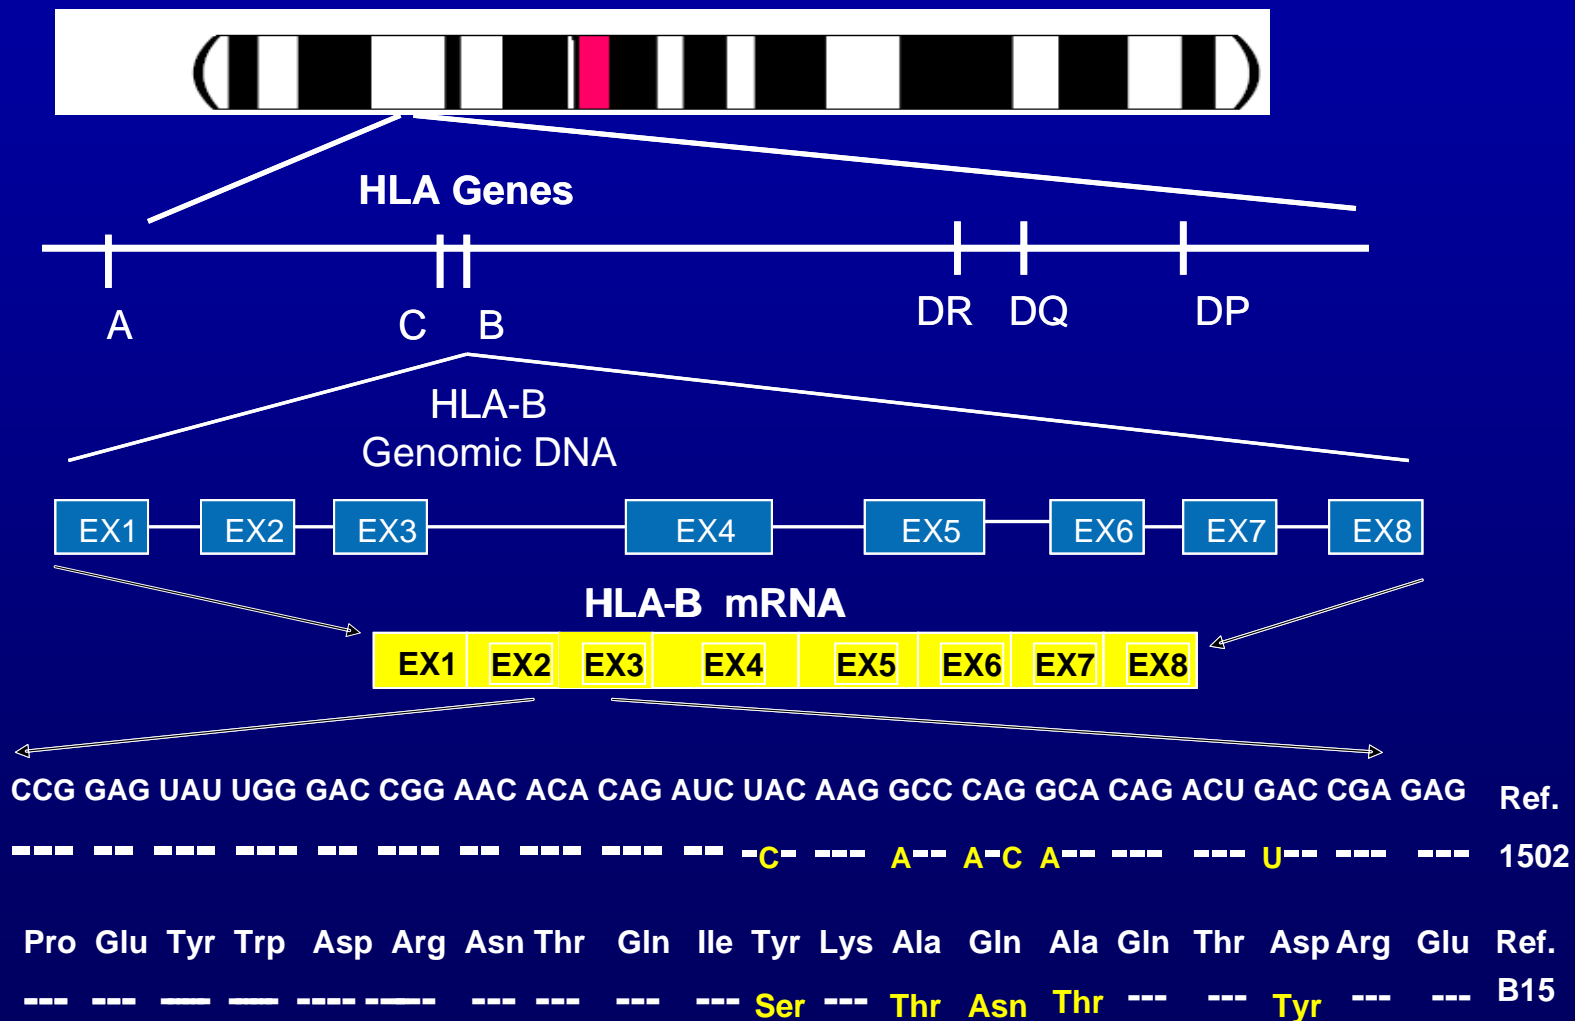 HLA Genes
A C B DR DQ DP
HLA-B
Genomic DNA
EX1 EX2 EX3 EX4 EX5 EX6 EX7 EX8
HLA-B mRNA
EX1 EX2 EX3 EX4 EX5 EX6 EX7 EX8
CCG GAG UAU UGG GAC CGG AAC ACA CAG AUC UAC AAG GCC CAG GCA CAG ACU GAC CGA GAG Ref.
--- -- --- --- -- --- -- --- --- -- -C- --- A-- A-C A-- --- --- U-- --- --- 1502
Pro Glu Tyr Trp Asp Arg Asn Thr Gln Ile Tyr Lys Ala Gln Ala Gln Thr Asp Arg Glu Ref.
--- --- ---- ---- ---- ----- --- --- --- --- Ser --- Thr Asn Thr --- --- Tyr --- --- B15